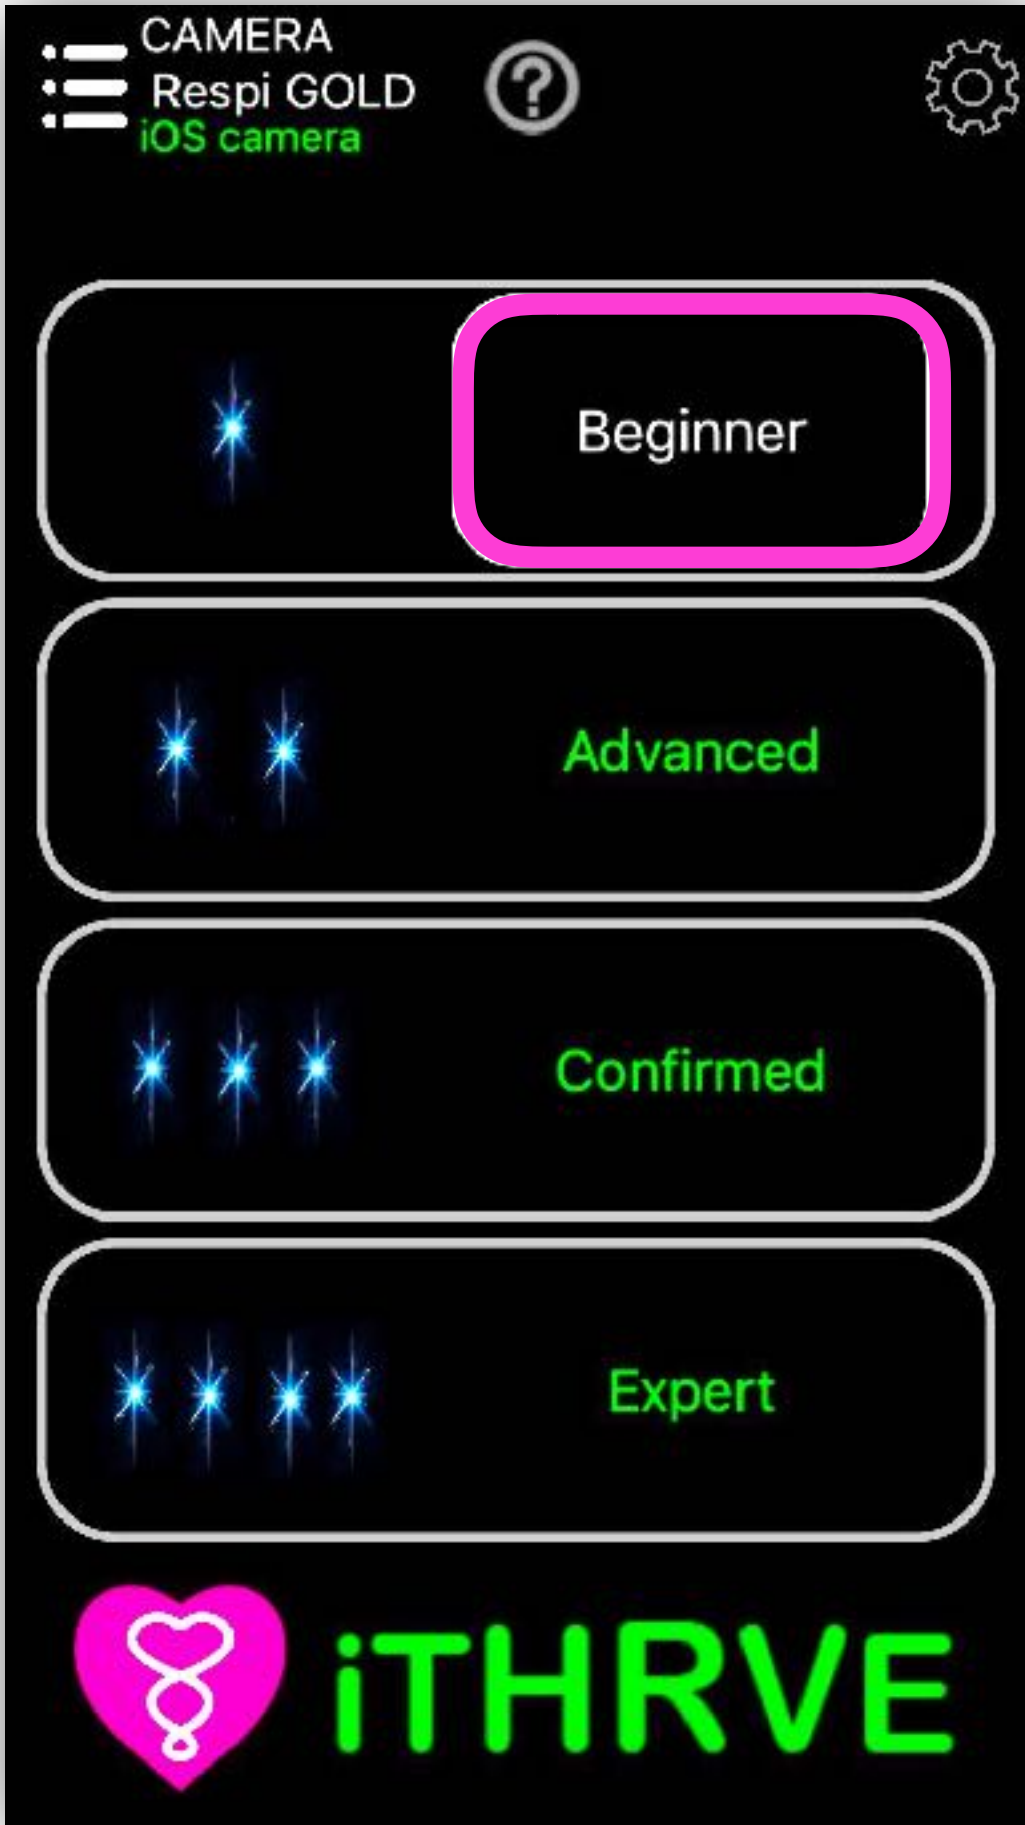 CAMERA
Respi GOLD
iOS camera
?
Beginner
Advanced
Confirmed
Expert
iTHRVE